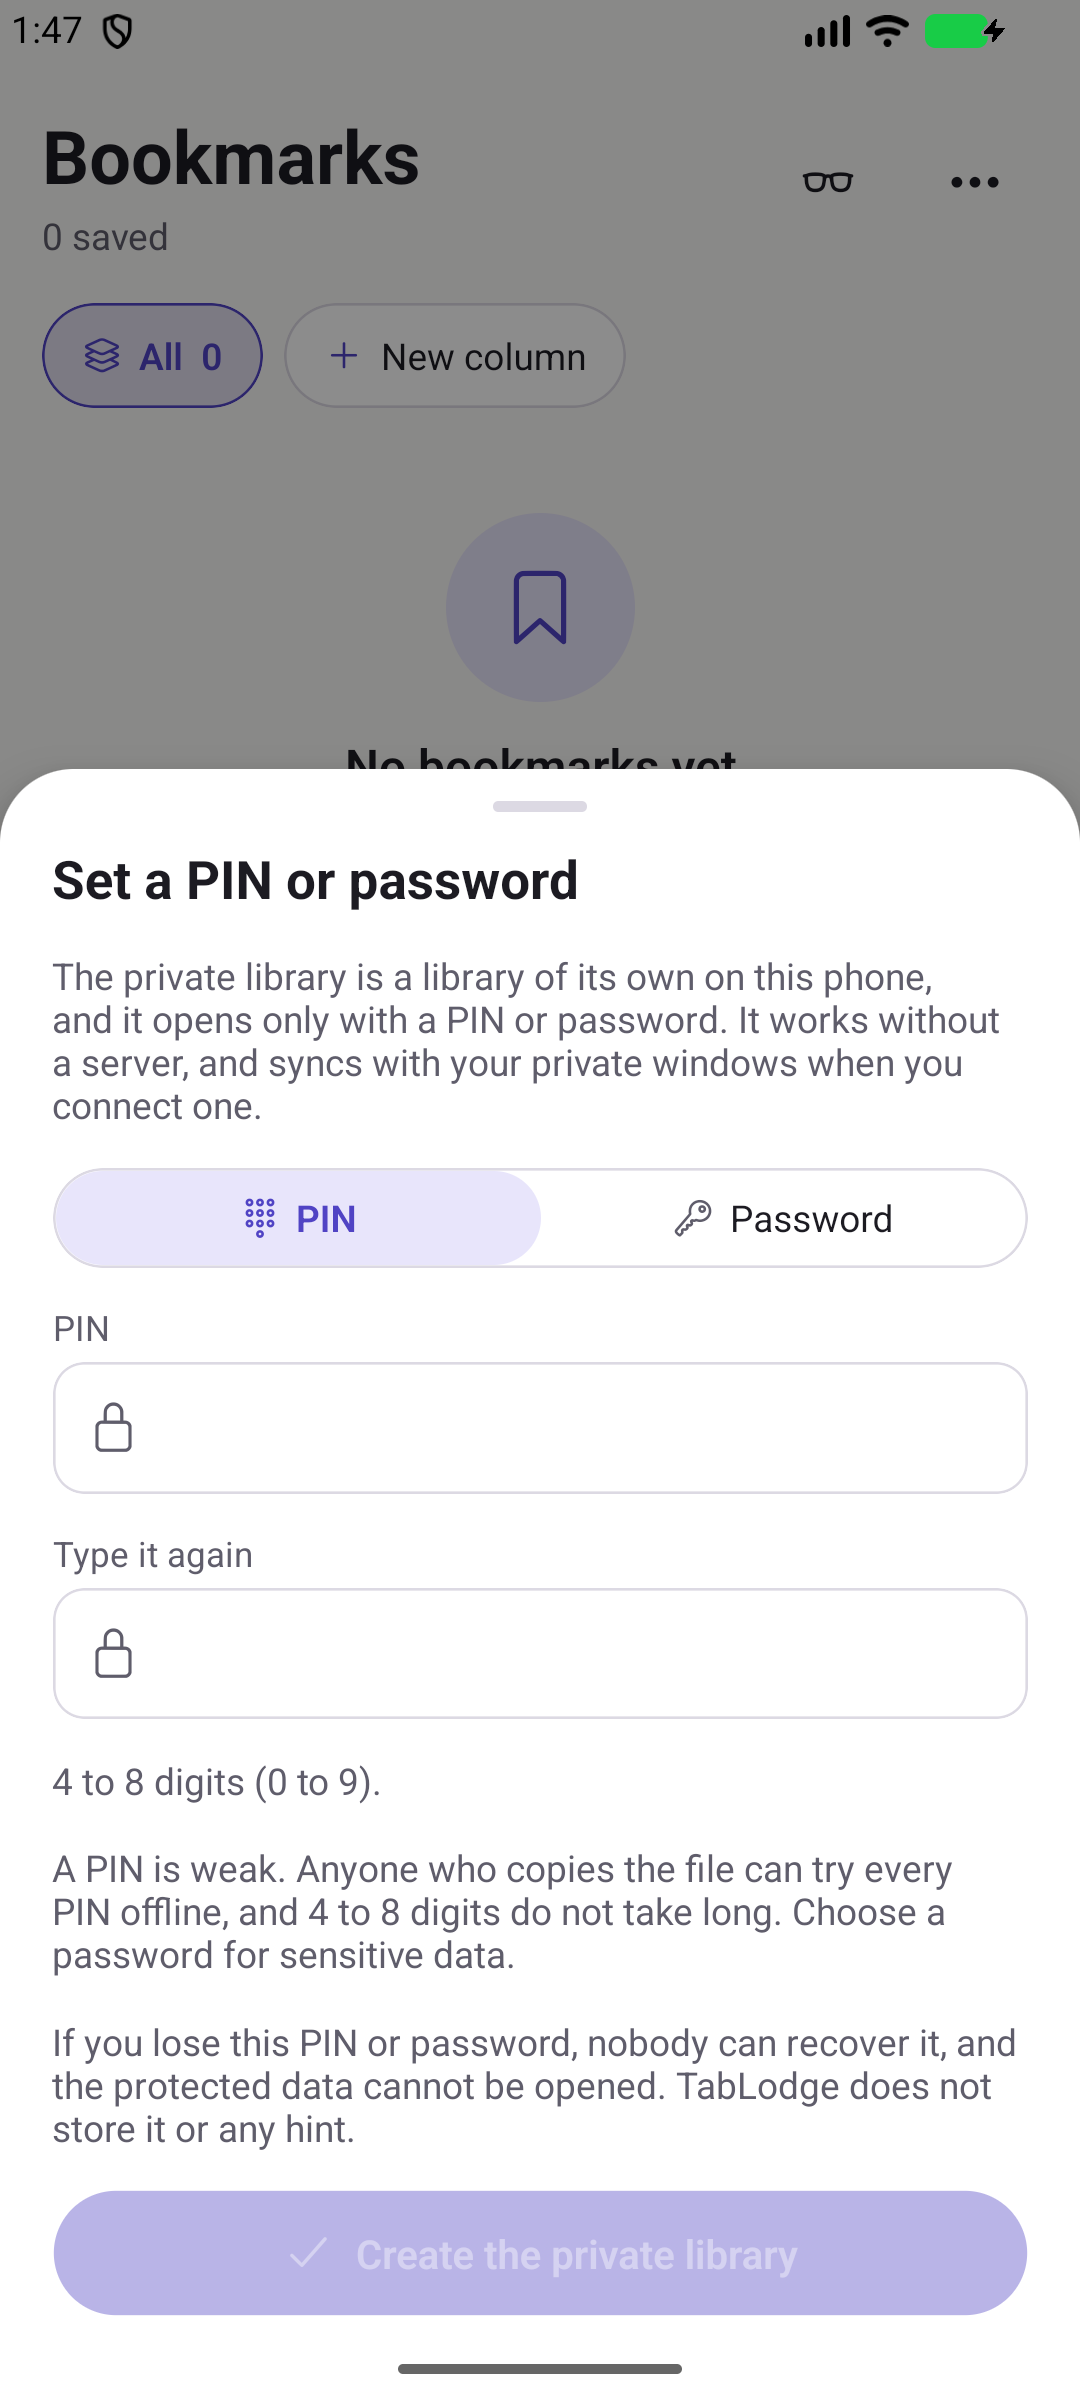 1:47
Bookmarks
0 saved
All 0
New column
No bookmarks yet
Set a PIN or password
The private library is a library of its own on this phone,
and it opens only with a PIN or password. It works without
a server, and syncs with your private windows when you
connect one.
PIN
Password
PIN
Type it again
4 to 8 digits (0 to 9).
A PIN is weak. Anyone who copies the file can try every
PIN offline, and 4 to 8 digits do not take long. Choose a
password for sensitive data.
If you lose this PIN or password, nobody can recover it, and
the protected data cannot be opened. TabLodge does not
store it or any hint.
Create the private library